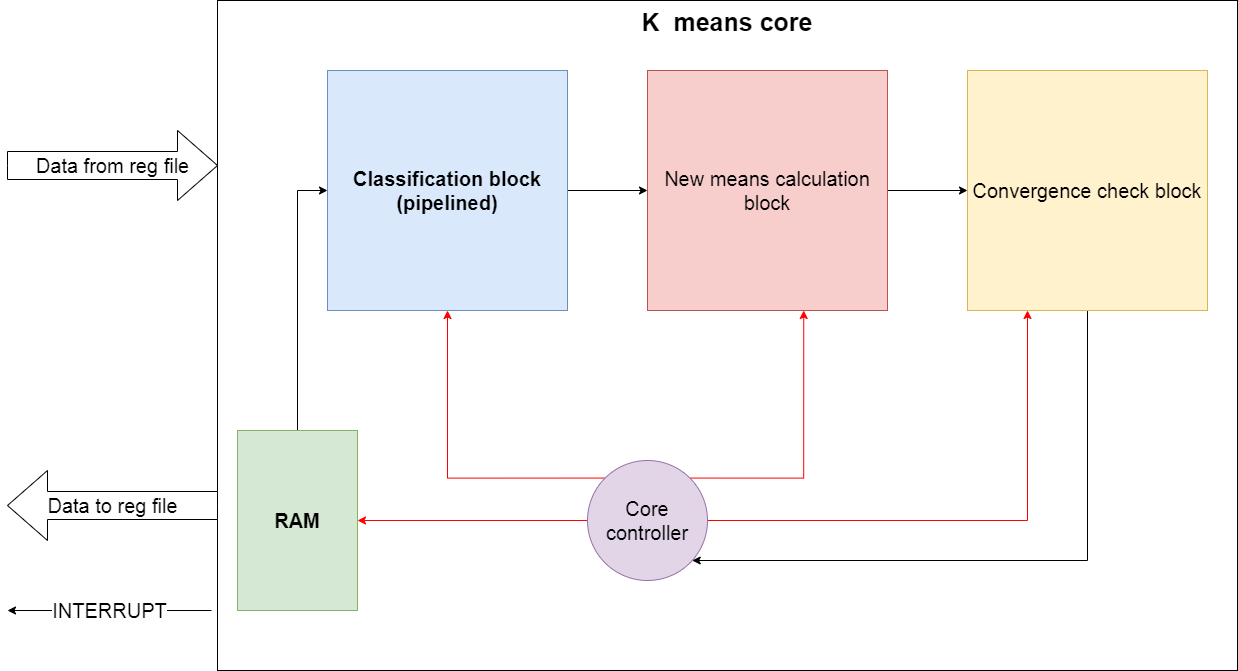 K means core
Data from reg file
Classification block
(pipelined)
New means calculation
block
Convergence check block
Data to reg file
RAM
Core
controller
INTERRUPT